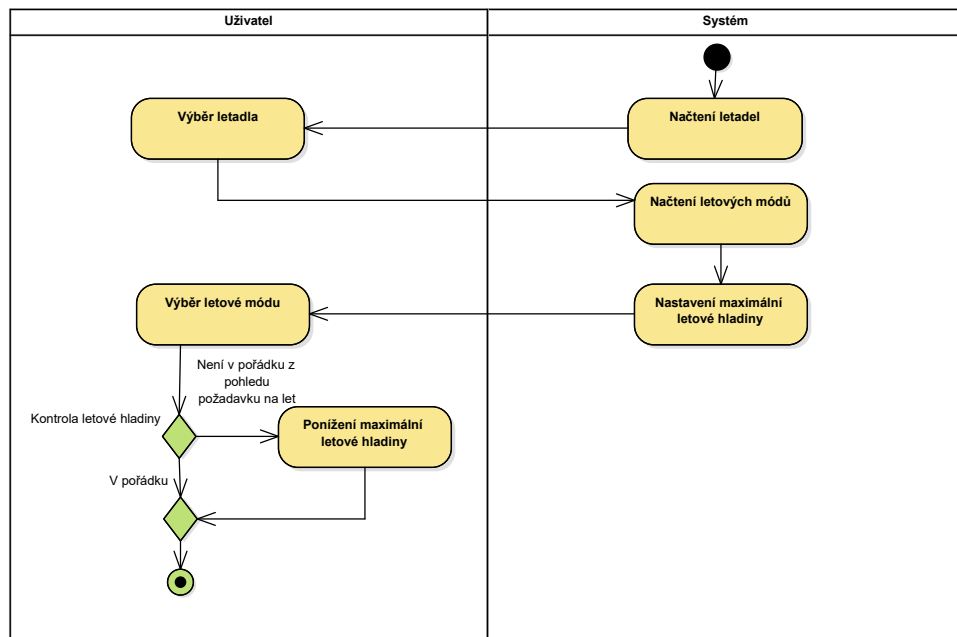 Uživatel
Systém
Výběr letadla
Načtení letadel
Načtení letových módů
Výběr letové módu
Nastavení maximální
letové hladiny
Není v pořádku z
pohledu
požadavku na let
Kontrola letové hladiny
Ponížení maximální
letové hladiny
V pořádku